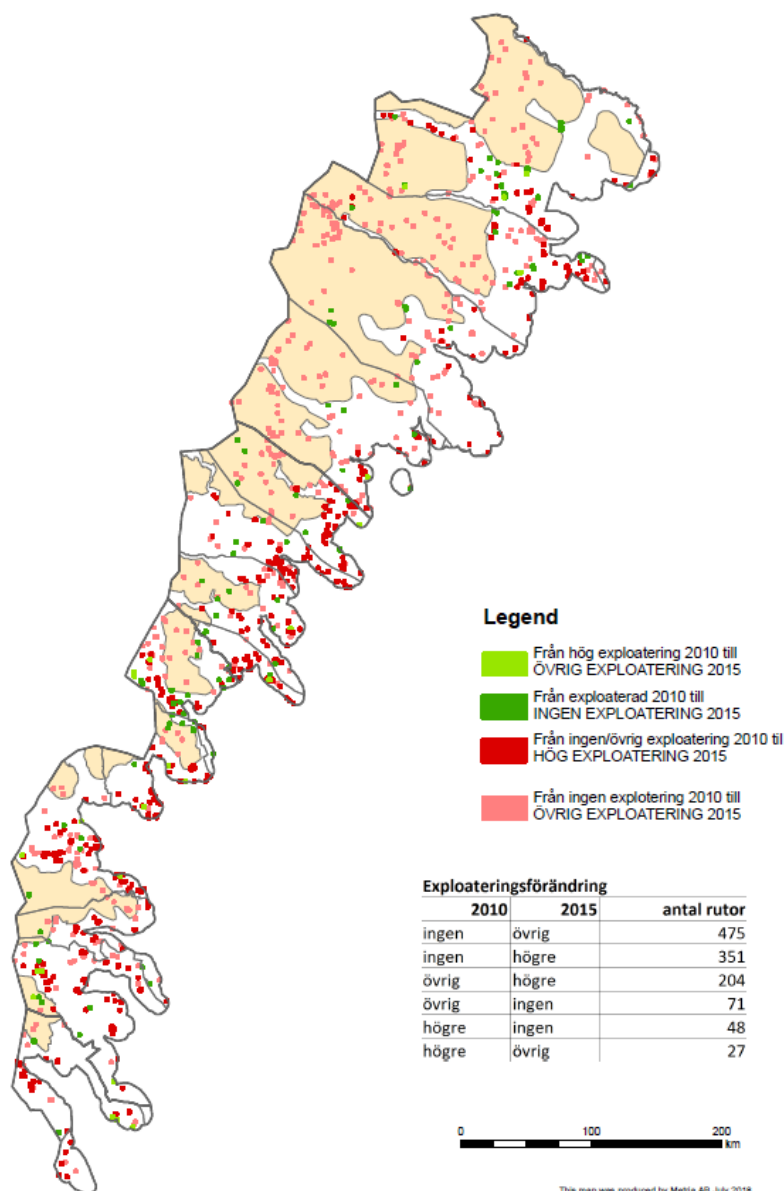 Legend
Från hög exploatering 2010 till
ÖVRIG EXPLOATERING 2015
Från exploaterad 2010 till
INGEN EXPLOATERING 2015
Från ingen/övrig exploatering 2010 til
HÖG EXPLOATERING 2015
Från ingen explotering 2010 till
ÖVRIG EXPLOATERING 2015
Exploateringsförändring
2010 2015 antal rutor
ingen övrig 475
ingen högre 351
övrig högre 204
övrig ingen 71
högre ingen 48
högre övrig 27
0 100 200
km
This map was produced by Metria AB, July 2018